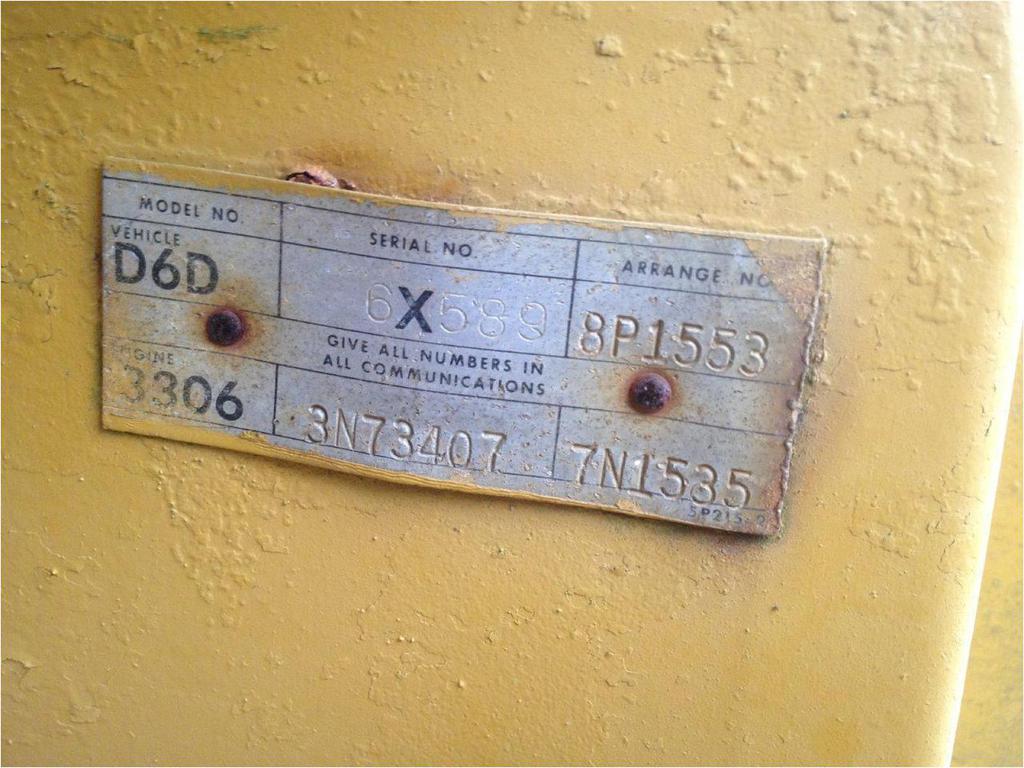 MODEL NO.
SERIAL NO.
ARRANGE NO
VEHICLE
D6D
6X589
8P1553
GIVE ALL NUMBERS IN
ALL COMMUNICATIONS
GINE
3306
3N73407
7N1535